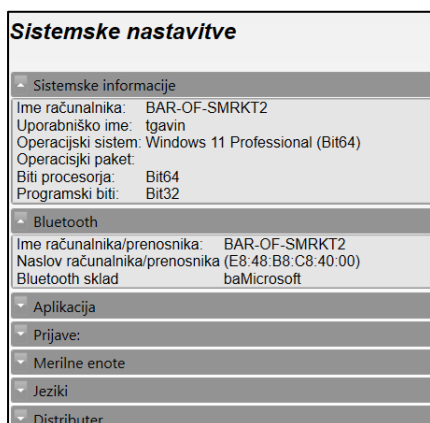 Sistemske nastavitve
Sistemske informacije
Ime računalnika: BAR-OF-SMRKT2
Uporabniško ime: tgavin
Operacijski sistem: Windows 11 Professional (Bit64)
Operacisjki paket:
Biti procesorja: Bit64
Programski biti: Bit32
Bluetooth
Ime računalnika/prenosnika: BAR-OF-SMRKT2
Naslov računalnika/prenosnika (E8:48:B8:C8:40:00)
Bluetooth sklad baMicrosoft
Aplikacija
Prijave:
Merilne enote
Jeziki
Distributer